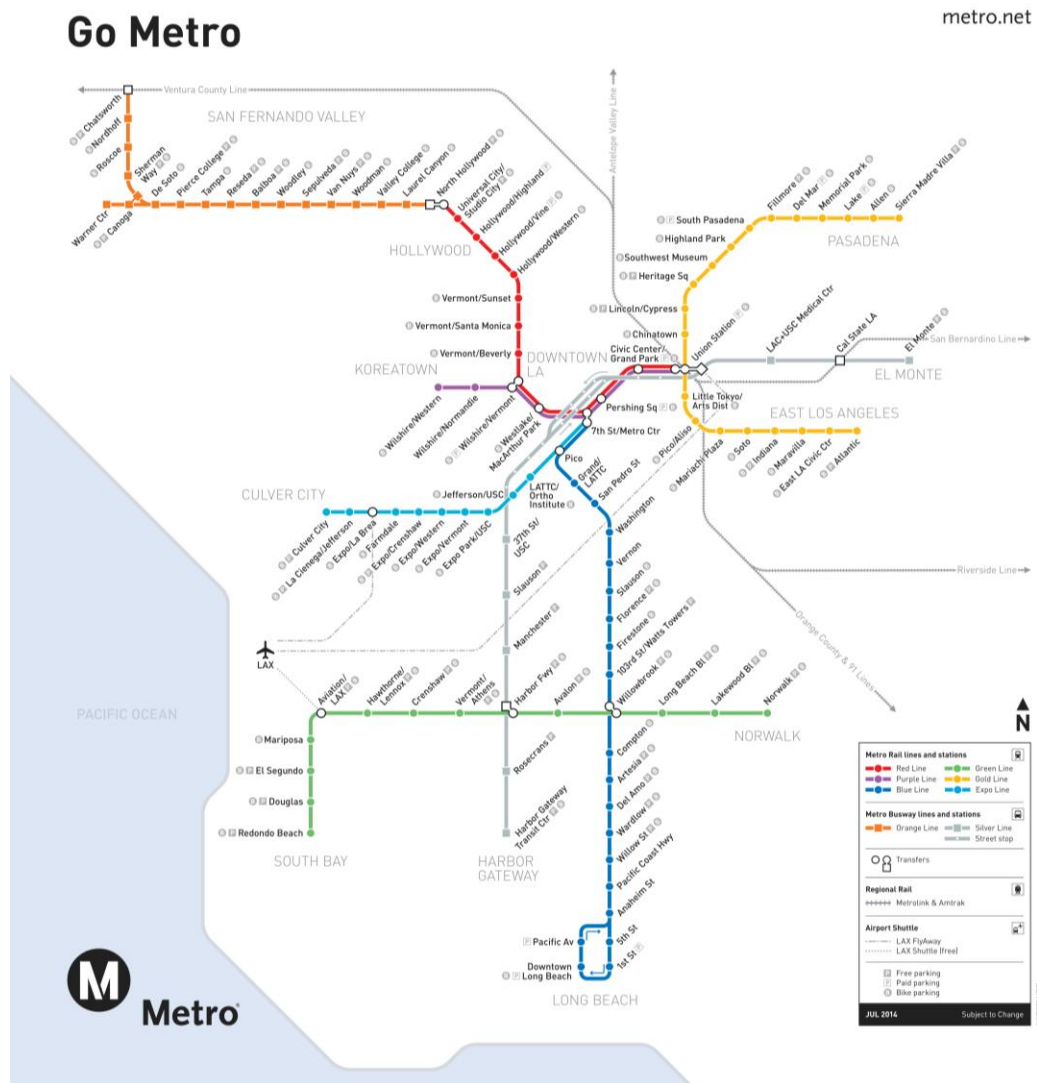 Go Metro
metro.net
Ventura County Line
Antelope Valley Line
SAN FERNANDO VALLEY
Chatsworth
Nordhoff
Roscoe
Sherman
Way
Warner Ctr
Canoga
De Soto
Pierce College
Tampa
Reseda
Balboa
Woodley
Sepulveda
Van Nuys
Woodman
Valley College
Laurel Canyon
North Hollywood
Universal City/
Studio City
Hollywood/Highland
Hollywood/Vine
Hollywood/Western
HOLLYWOOD
Vermont/Sunset
Vermont/Santa Monica
Vermont/Beverly
KOREATOWN
Wilshire/Western
Wilshire/Normandie
Wilshire/Vermont
Westlake/
MacArthur Park
DOWNTOWN
LA
Civic Center/
Grand Park
Pershing Sq
7th St/Metro Ctr
Union Station
Fillmore
Del Mar
Memorial Park
Lake
Allen
Sierra Madre Villa
PASADENA
South Pasadena
Highland Park
Southwest Museum
Heritage Sq
Lincoln/Cypress
Chinatown
LAC+USC Medical Ctr
Cal State LA
El Monte
San Bernardino Line
EL MONTE
Little Tokyo/
Arts Dist
EAST LOS ANGELES
Pico/Aliso
Mariachi Plaza
Soto
Indiana
Maravilla
East LA Civic Ctr
Atlantic
Pico
Grand/
LATTC
San Pedro St
Washington
Vernon
Slauson
Florence
Firestone
103rd St/Watts Towers
Willowbrook
CULVER CITY
Jefferson/USC
LATTC/
Ortho
Institute
Culver City
La Cienega/Jefferson
Expo/La Brea
Farmdale
Expo/Crenshaw
Expo/Western
Expo/Vermont
Expo Park/USC
37th St/
USC
Slauson
Manchester
Riverside Line
Orange County & 91 Lines
LAX
Aviation/
LAX
Hawthorne/
Lennox
Crenshaw
Vermont/
Athens
Harbor Fwy
Avalon
Long Beach Bl
Lakewood Bl
Norwalk
NORWALK
PACIFIC OCEAN
Mariposa
El Segundo
Douglas
Redondo Beach
SOUTH BAY
Rosecrans
Harbor Gateway
Transit Ctr
HARBOR
GATEWAY
Compton
Artesia
Del Amo
Wardlow
Willow St
Pacific Coast Hwy
Anaheim St
5th St
1st St
Pacific Av
Downtown
Long Beach
LONG BEACH
N
Metro Rail lines and stations
Red Line
Green Line
Purple Line
Gold Line
Blue Line
Expo Line
Metro Busway lines and stations
Orange Line
Silver Line
Street stop
Transfers
Regional Rail
Metrolink & Amtrak
Airport Shuttle
LAX FlyAway
LAX Shuttle (free)
P Free parking
P Paid parking
Bike parking
JUL 2014
Subject to Change
M
Metro